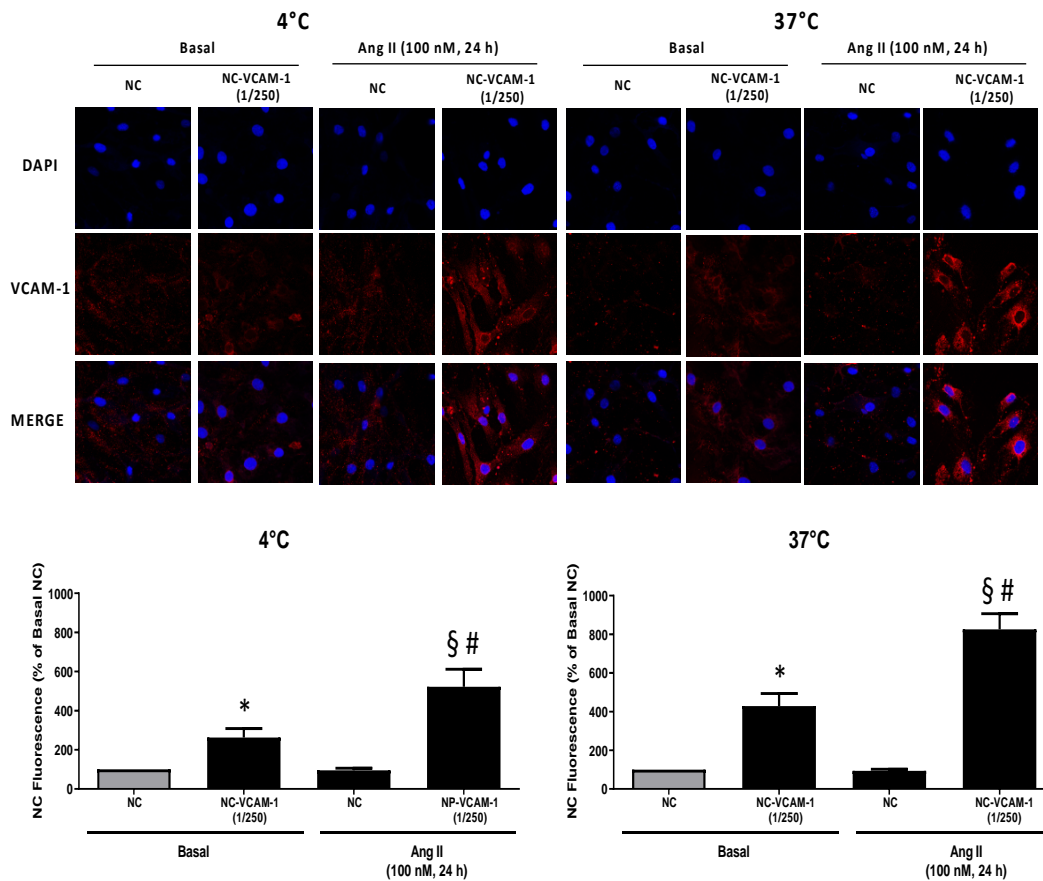 4°C
37°C
Basal
Ang II (100 nM, 24 h)
Basal
Ang II (100 nM, 24 h)
NC
NC-VCAM-1
(1/250)
NC
NC-VCAM-1
(1/250)
NC
NC-VCAM-1
(1/250)
NC
NC-VCAM-1
(1/250)
DAPI
VCAM-1
MERGE
4°C
NC Fluorescence (% of Basal NC)
1000
800
600
400
200
0
*
§ #
NC
NC-VCAM-1
(1/250)
NC
NP-VCAM-1
(1/250)
Basal
Ang II
(100 nM, 24 h)
37°C
NC Fluorescence (% of Basal NC)
1000
800
600
400
200
0
*
§ #
NC
NC-VCAM-1
(1/250)
NC
NC-VCAM-1
(1/250)
Basal
Ang II
(100 nM, 24 h)